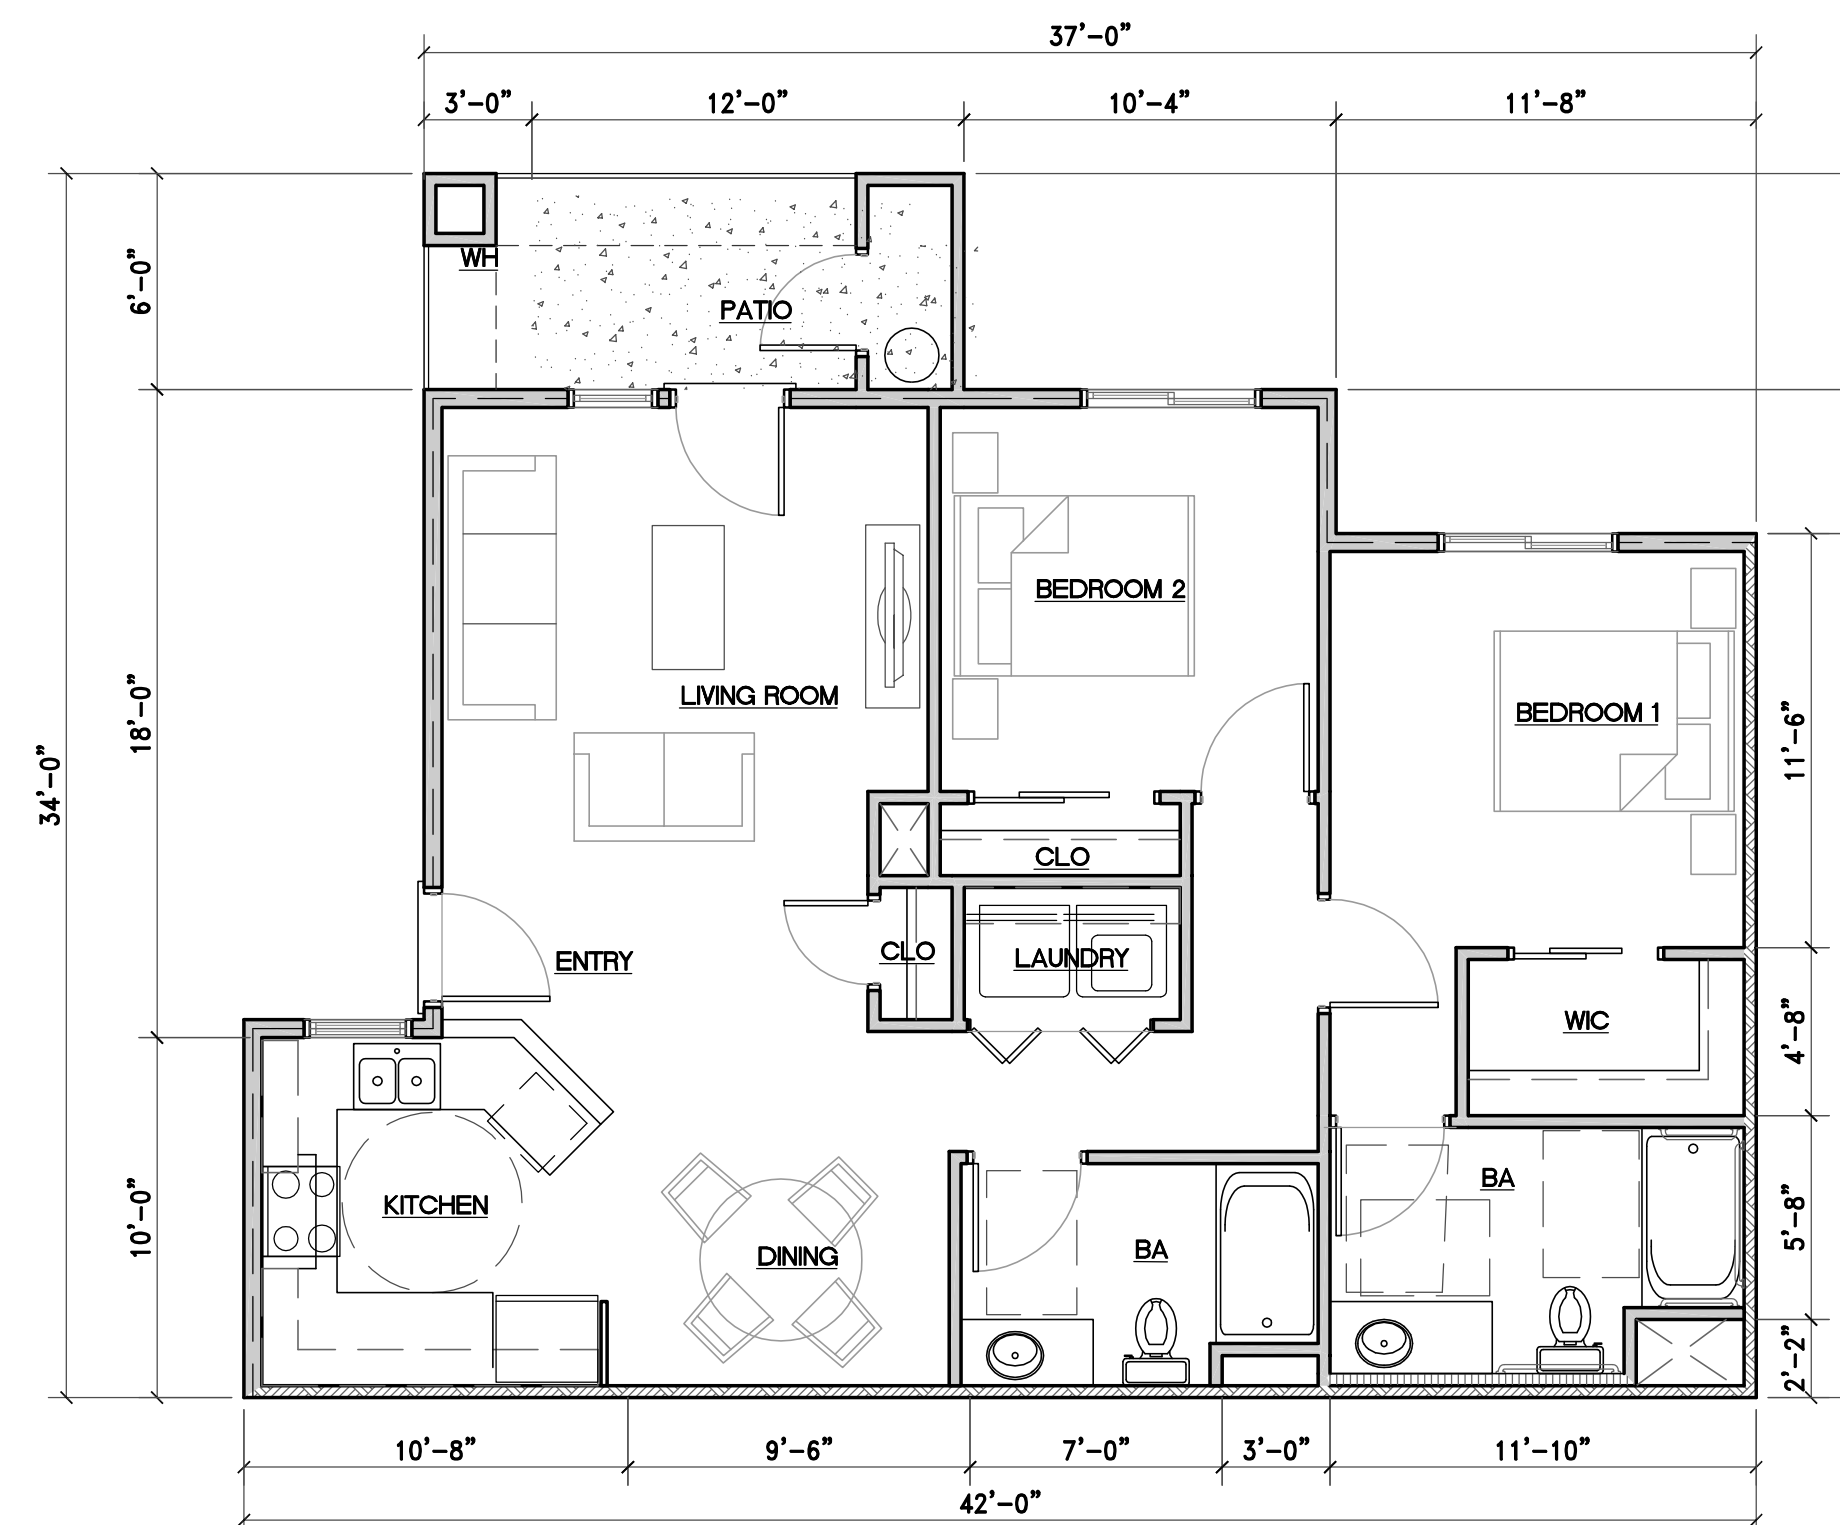 37’-0”
3’-0”
12’-0”
10’-4”
11’-8”
WH
PATIO
6’-0”
BEDROOM 2
LIVING ROOM
BEDROOM 1
18’-0”
11’-6”
34’-0”
CLO
CLO
LAUNDRY
ENTRY
WIC
4’-8”
BA
KITCHEN
10’-0”
5’-8”
BA
DINING
2’-2”
10’-8”
9’-6”
7’-0”
3’-0”
11’-10”
42’-0”